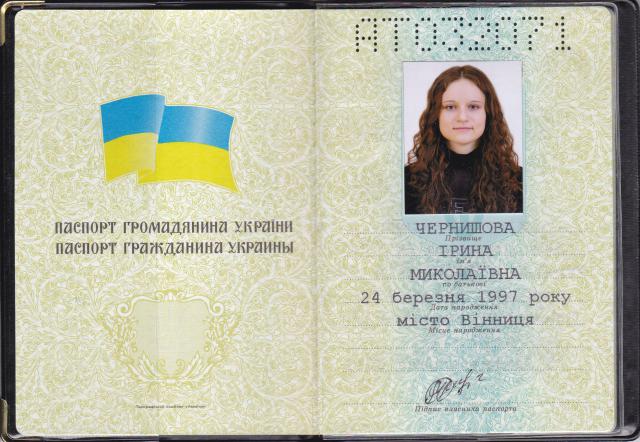 ПАСПОРТ ГРОМАДЯНИНА УКРАЇНИ
ПАСПОРТ ГРАЖДАНИНА УКРАИНЫ
АТ032071
ЧЕРНИШОВА
Прізвище
ІРИНА
Ім'я
МИКОЛАЇВНА
по батькові
24 березня 1997 року
Дата народження
місто Вінниця
Місце народження
Підпис власника паспорта